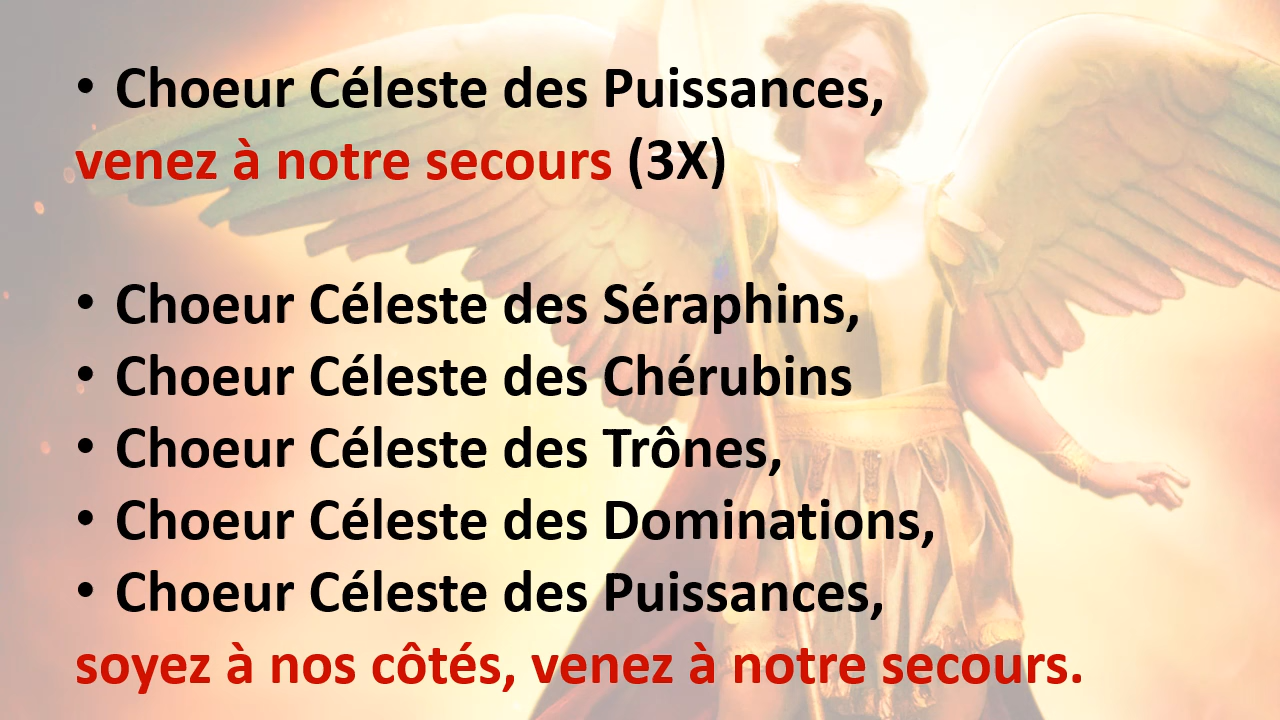 • Choeur Céleste des Puissances,
venez à notre secours (3X)
• Choeur Céleste des Séraphins,
• Choeur Céleste des Chérubins
• Choeur Céleste des Trônes,
• Choeur Céleste des Dominations,
• Choeur Céleste des Puissances,
soyez à nos côtés, venez à notre secours.